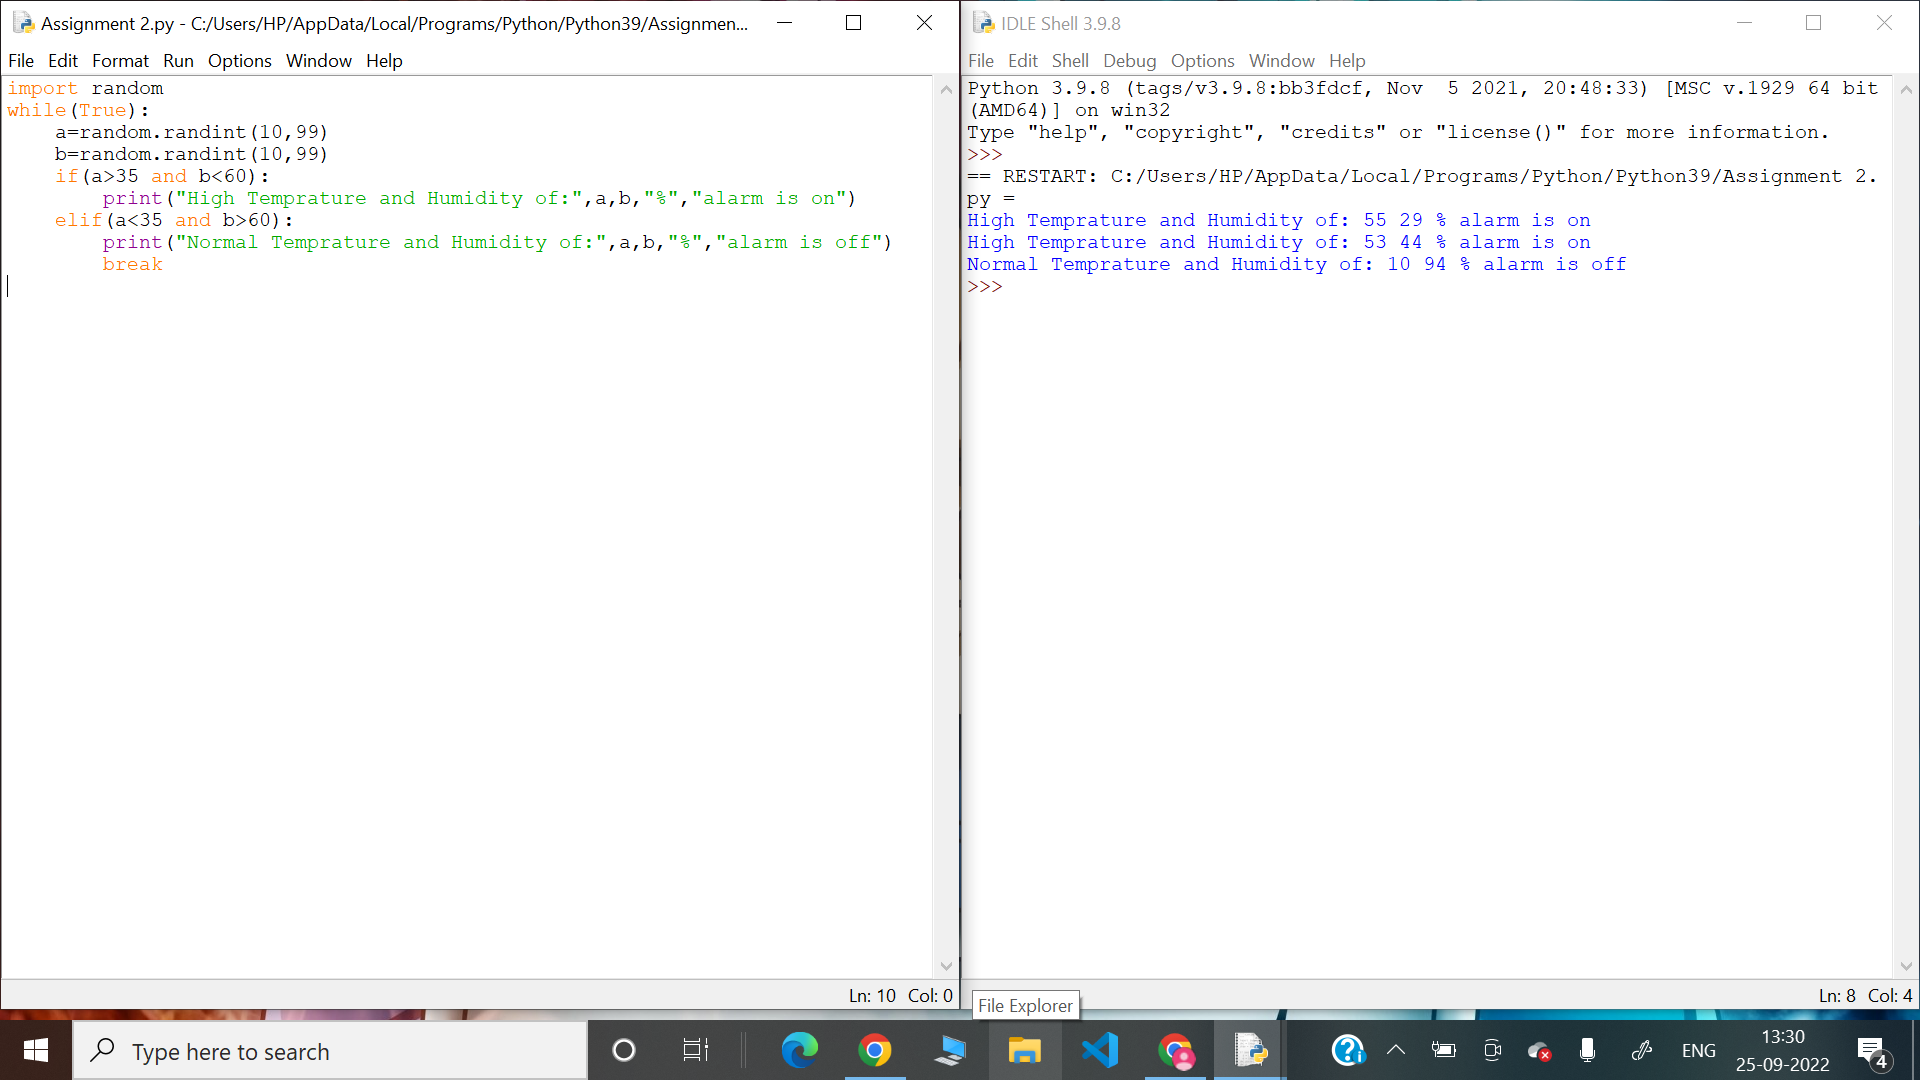 Assignment 2.py - C:/Users/HP/AppData/Local/Programs/Python/Python39/Assignmen...
File Edit Format Run Options Window Help
import random
while(True):
    a=random.randint(10,99)
    b=random.randint(10,99)
    if(a>35 and b<60):
        print("High Temprature and Humidity of:",a,b,"%","alarm is on")
    elif(a<35 and b>60):
        print("Normal Temprature and Humidity of:",a,b,"%","alarm is off")
        break
Ln: 10 Col: 0
IDLE Shell 3.9.8
File Edit Shell Debug Options Window Help
Python 3.9.8 (tags/v3.9.8:bb3fdcf, Nov  5 2021, 20:48:33) [MSC v.1929 64 bit
(AMD64)] on win32
Type "help", "copyright", "credits" or "license()" for more information.
>>>
== RESTART: C:/Users/HP/AppData/Local/Programs/Python/Python39/Assignment 2.
py =
High Temprature and Humidity of: 55 29 % alarm is on
High Temprature and Humidity of: 53 44 % alarm is on
Normal Temprature and Humidity of: 10 94 % alarm is off
>>>
Ln: 8 Col: 4
File Explorer
Type here to search
ENG
13:30
25-09-2022
4